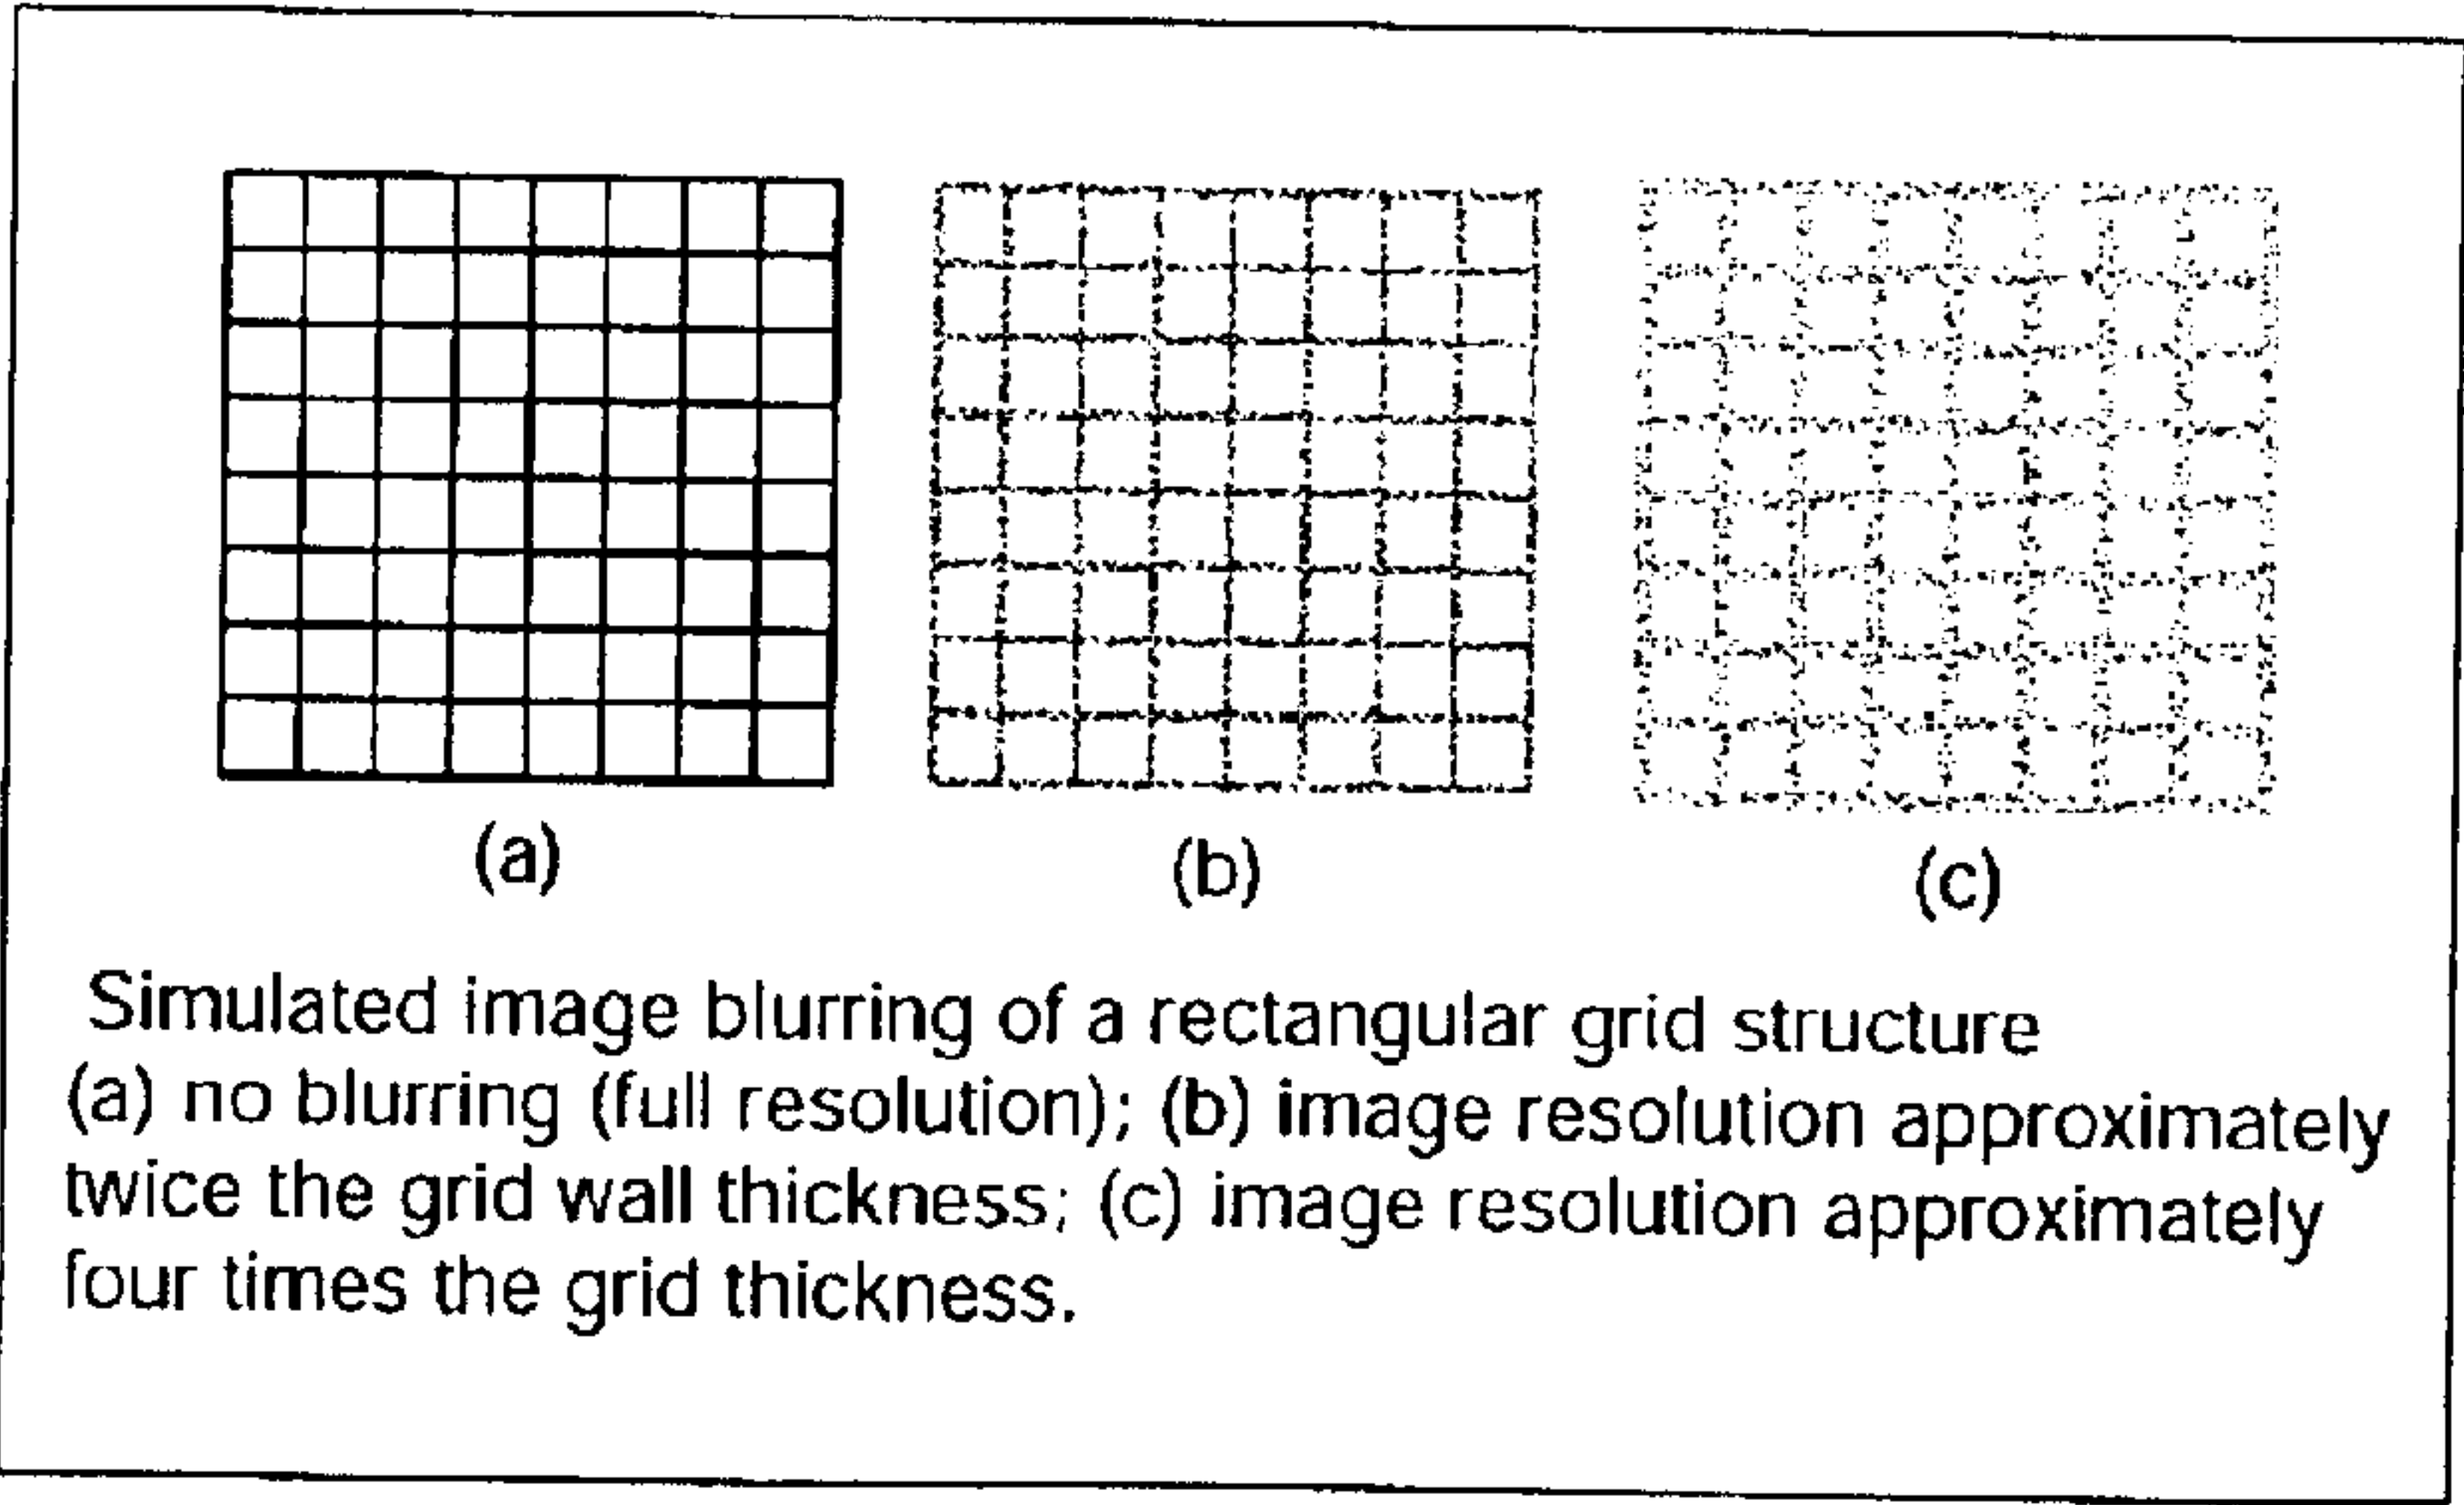 (a) (b) (c)
Simulated image blurring of a rectangular grid structure
(a) no blurring (full resolution); (b) image resolution approximately
twice the grid wall thickness; (c) image resolution approximately
four times the grid thickness.